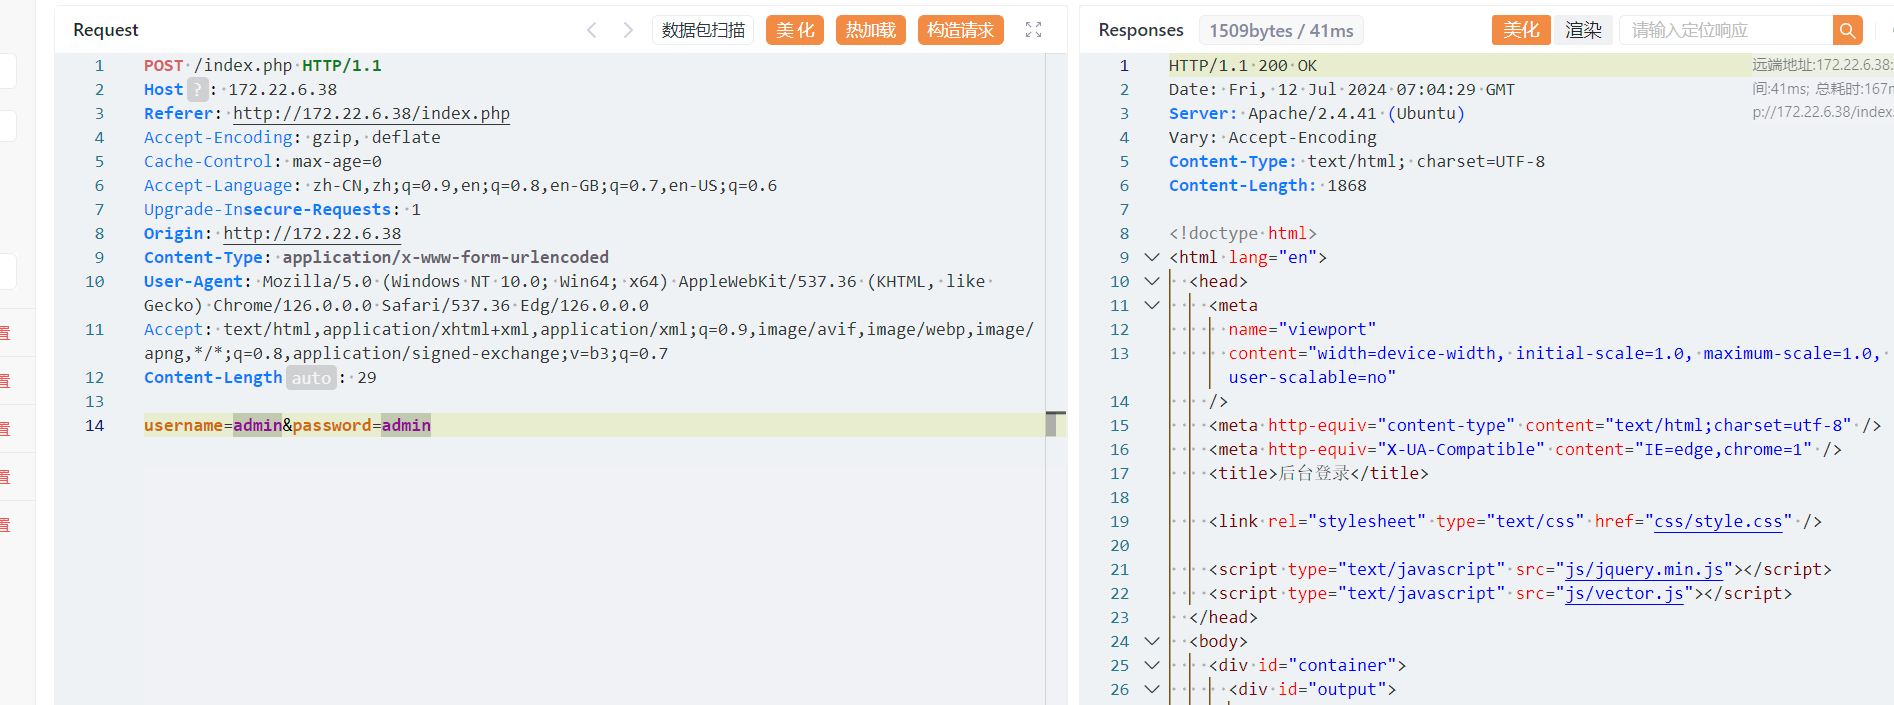 Request
数据包扫描
美 化
热加载
构造请求
1 POST /index.php HTTP/1.1
2 Host ? : 172.22.6.38
3 Referer: http://172.22.6.38/index.php
4 Accept-Encoding: gzip, deflate
5 Cache-Control: max-age=0
6 Accept-Language: zh-CN,zh;q=0.9,en;q=0.8,en-GB;q=0.7,en-US;q=0.6
7 Upgrade-Insecure-Requests: 1
8 Origin: http://172.22.6.38
9 Content-Type: application/x-www-form-urlencoded
10 User-Agent: Mozilla/5.0 (Windows NT 10.0; Win64; x64) AppleWebKit/537.36 (KHTML, like
Gecko) Chrome/126.0.0.0 Safari/537.36 Edg/126.0.0.0
11 Accept: text/html,application/xhtml+xml,application/xml;q=0.9,image/avif,image/webp,image/
apng,*/*;q=0.8,application/signed-exchange;v=b3;q=0.7
12 Content-Length auto : 29
13
14 username=admin&password=admin
置
置
置
置
置
Responses
1509bytes / 41ms
美化
渲染
请输入定位响应
远端地址:172.22.6.38:
间:41ms; 总耗时:167m
p://172.22.6.38/index.
1 HTTP/1.1 200 OK
2 Date: Fri, 12 Jul 2024 07:04:29 GMT
3 Server: Apache/2.4.41 (Ubuntu)
4 Vary: Accept-Encoding
5 Content-Type: text/html; charset=UTF-8
6 Content-Length: 1868
7
8 <!doctype html>
9 <html lang="en">
10 <head>
11 <meta
12 name="viewport"
13 content="width=device-width, initial-scale=1.0, maximum-scale=1.0,
user-scalable=no"
14 />
15 <meta http-equiv="content-type" content="text/html;charset=utf-8" />
16 <meta http-equiv="X-UA-Compatible" content="IE=edge,chrome=1" />
17 <title>后台登录</title>
18
19 <link rel="stylesheet" type="text/css" href="css/style.css" />
20
21 <script type="text/javascript" src="js/jquery.min.js"></script>
22 <script type="text/javascript" src="js/vector.js"></script>
23 </head>
24 <body>
25 <div id="container">
26 <div id="output">